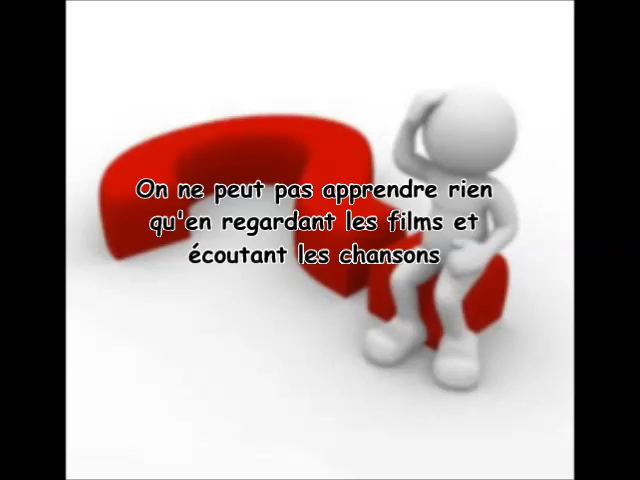 On ne peut pas apprendre rien
qu'en regardant les films et
écoutant les chansons